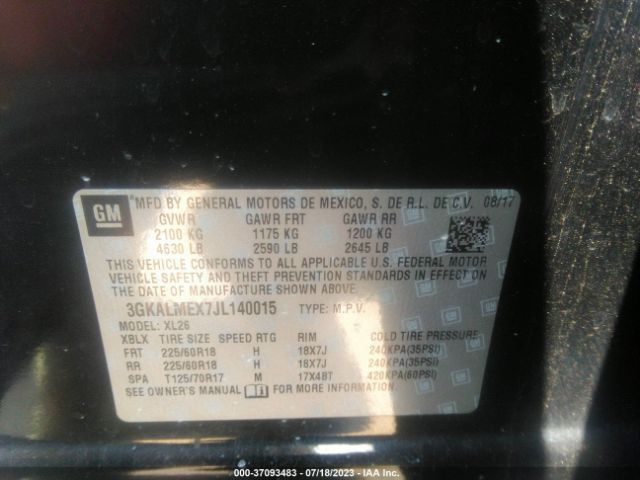 GM
MFD BY GENERAL MOTORS DE MEXICO, S. DE R.L. DE C.V. 08/17
GVWR GAWR FRT GAWR RR
2100 KG 1175 KG 1200 KG
4630 LB 2590 LB 2645 LB
THIS VEHICLE CONFORMS TO ALL APPLICABLE U.S. FEDERAL MOTOR
VEHICLE SAFETY AND THEFT PREVENTION STANDARDS IN EFFECT ON
THE DATE OF MANUFACTURE SHOWN ABOVE.
3GKALMEX7JL140015 TYPE: M.P.V.
MODEL: XL26
XBLX TIRE SIZE SPEED RTG RIM COLD TIRE PRESSURE
FRT 225/60R18 H 18X7J 240KPA(35PSI)
RR 225/60R18 H 18X7J 240KPA(35PSI)
SPA T125/70R17 M 17X4BT 420KPA(60PSI)
SEE OWNER'S MANUAL FOR MORE INFORMATION
000-37093483 - 07/18/2023 - IAA Inc.